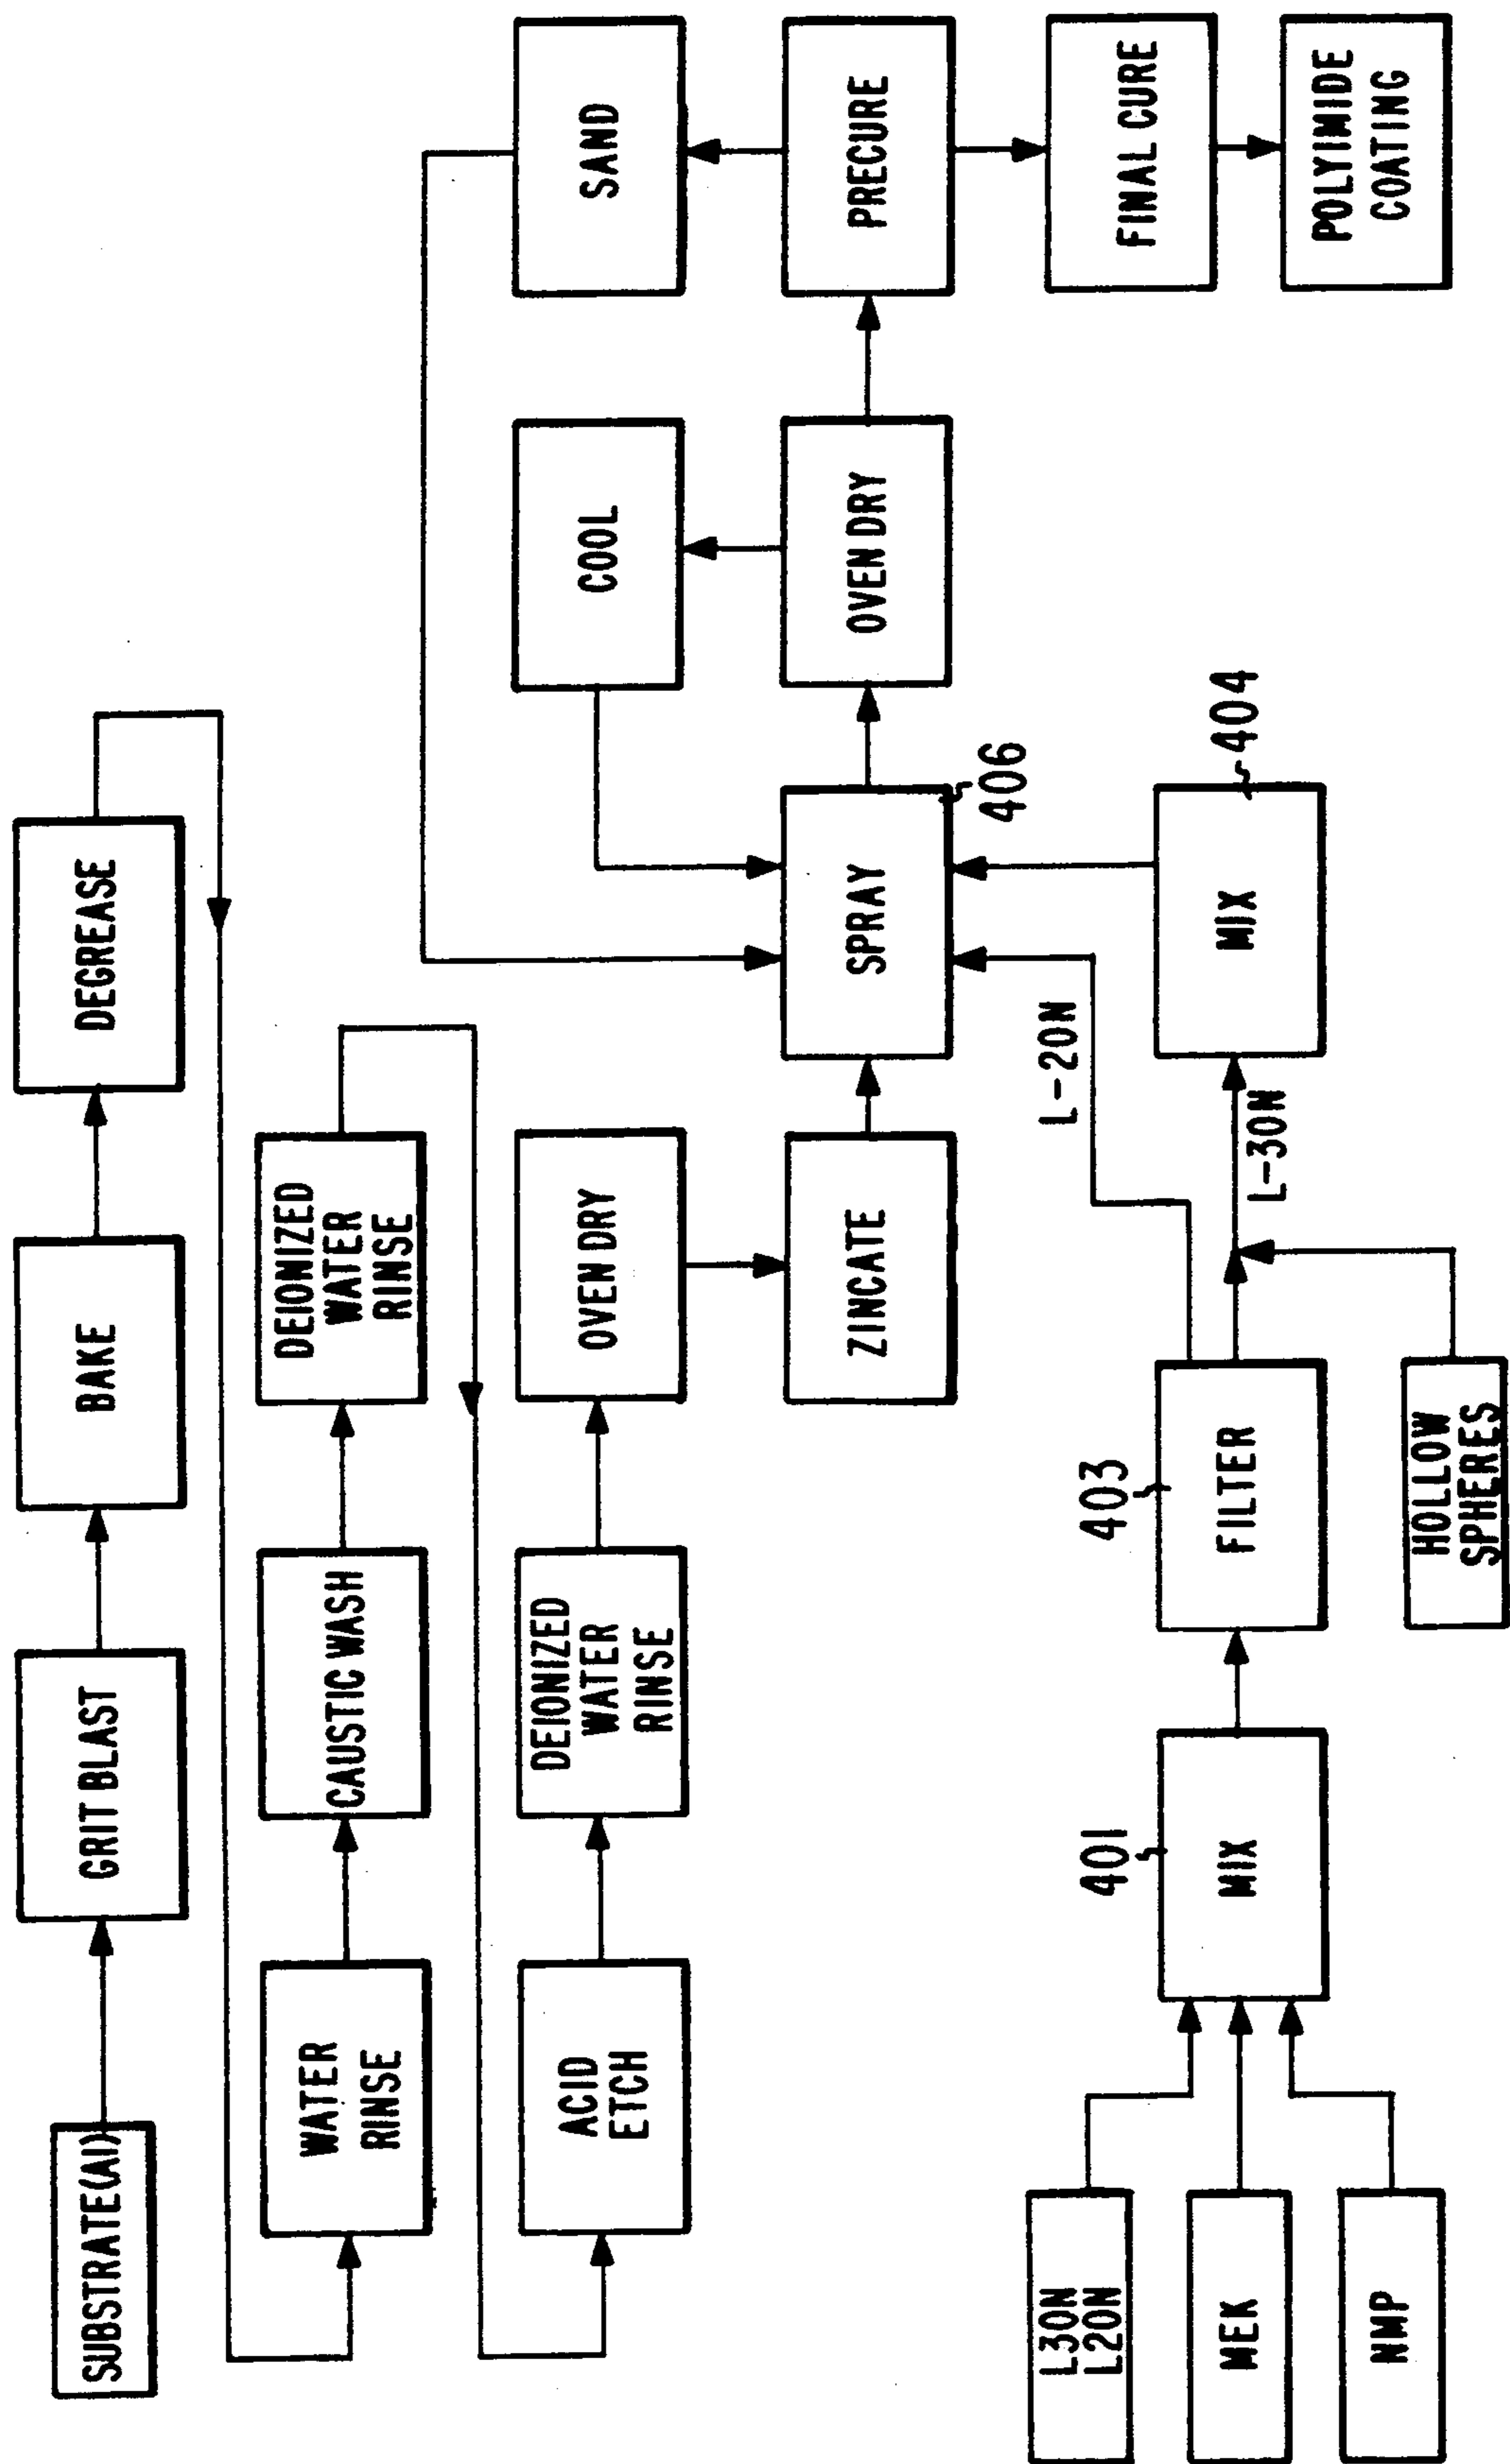 SUBSTRATE(Al)
GRIT BLAST
BAKE
DEGREASE
WATER
RINSE
CAUSTIC WASH
DEIONIZED
WATER
RINSE
ACID
ETCH
DEIONIZED
WATER
RINSE
OVEN DRY
ZINCATE
SPRAY
406
COOL
OVEN DRY
SAND
PRECURE
FINAL CURE
POLYIMIDE
COATING
L30N
L20N
MEK
NMP
401
MIX
403
FILTER
HOLLOW
SPHERES
L-20N
L-30N
MIX
404